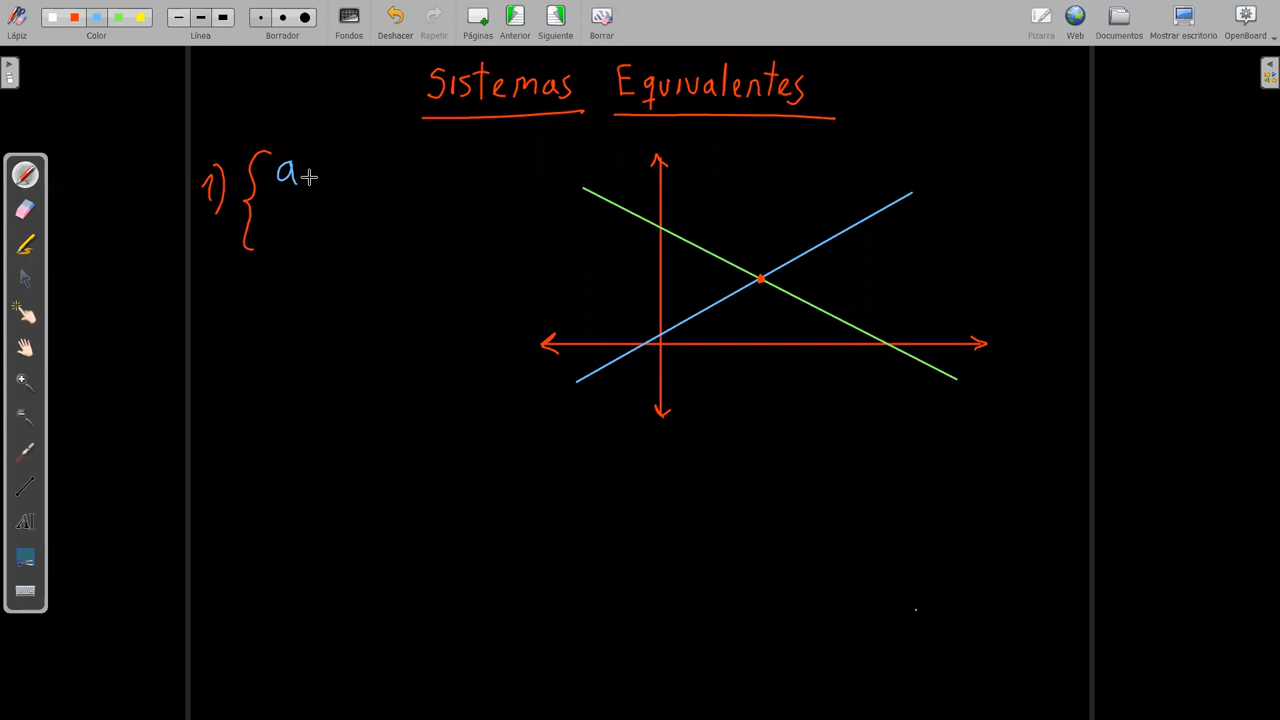 Lápiz Color Línea Borrador Fondos Deshacer Repetir Páginas Anterior Siguiente Borrar Pizarra Web Documentos Mostrar escritorio OpenBoard
Sistemas Equivalentes
1) { a